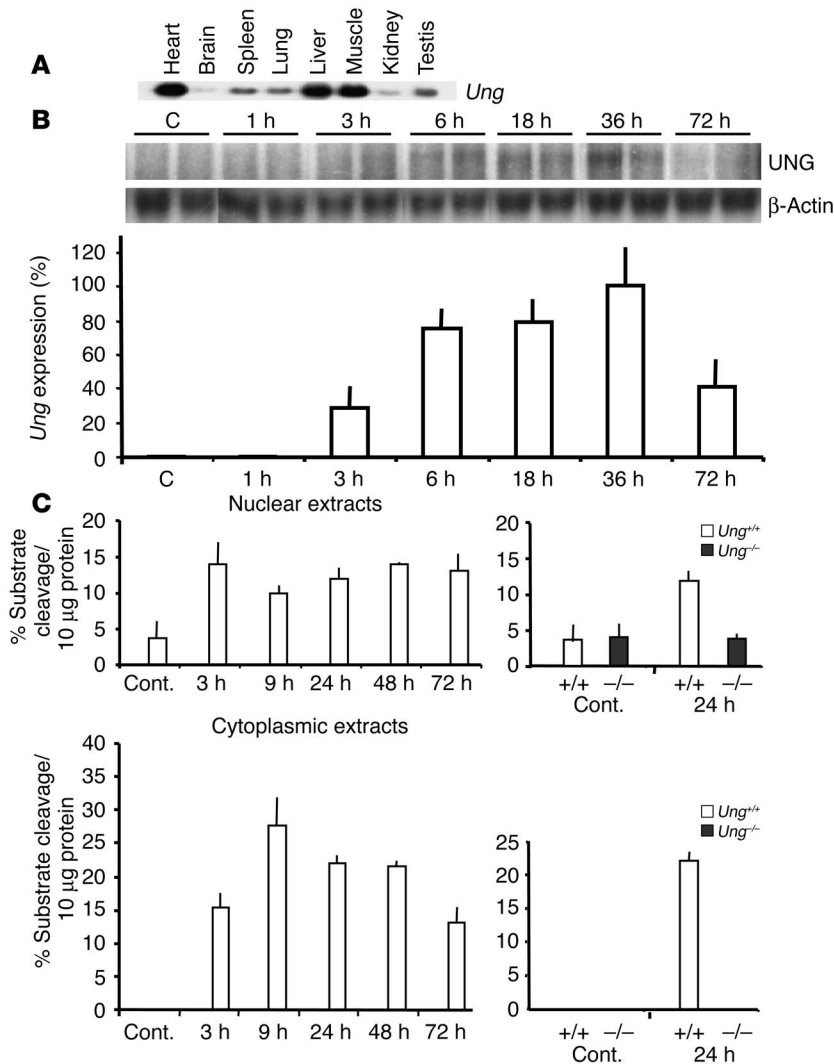 A
Heart Brain Spleen Lung Liver Muscle Kidney Testis
Ung
B
C 1 h 3 h 6 h 18 h 36 h 72 h
UNG
β-Actin
Ung expression (%)
120
100
80
60
40
20
0
C 1 h 3 h 6 h 18 h 36 h 72 h
C
Nuclear extracts
% Substrate
cleavage/
10 μg protein
20
15
10
5
0
Cont. 3 h 9 h 24 h 48 h 72 h
20
15
10
5
0
Ung+/+
Ung–/–
+/+ –/– +/+ –/–
Cont. 24 h
Cytoplasmic extracts
% Substrate cleavage/
10 μg protein
40
35
30
25
20
15
10
5
0
Cont. 3 h 9 h 24 h 48 h 72 h
Ung+/+
Ung–/–
25
20
15
10
5
0
+/+ –/– +/+ –/–
Cont. 24 h